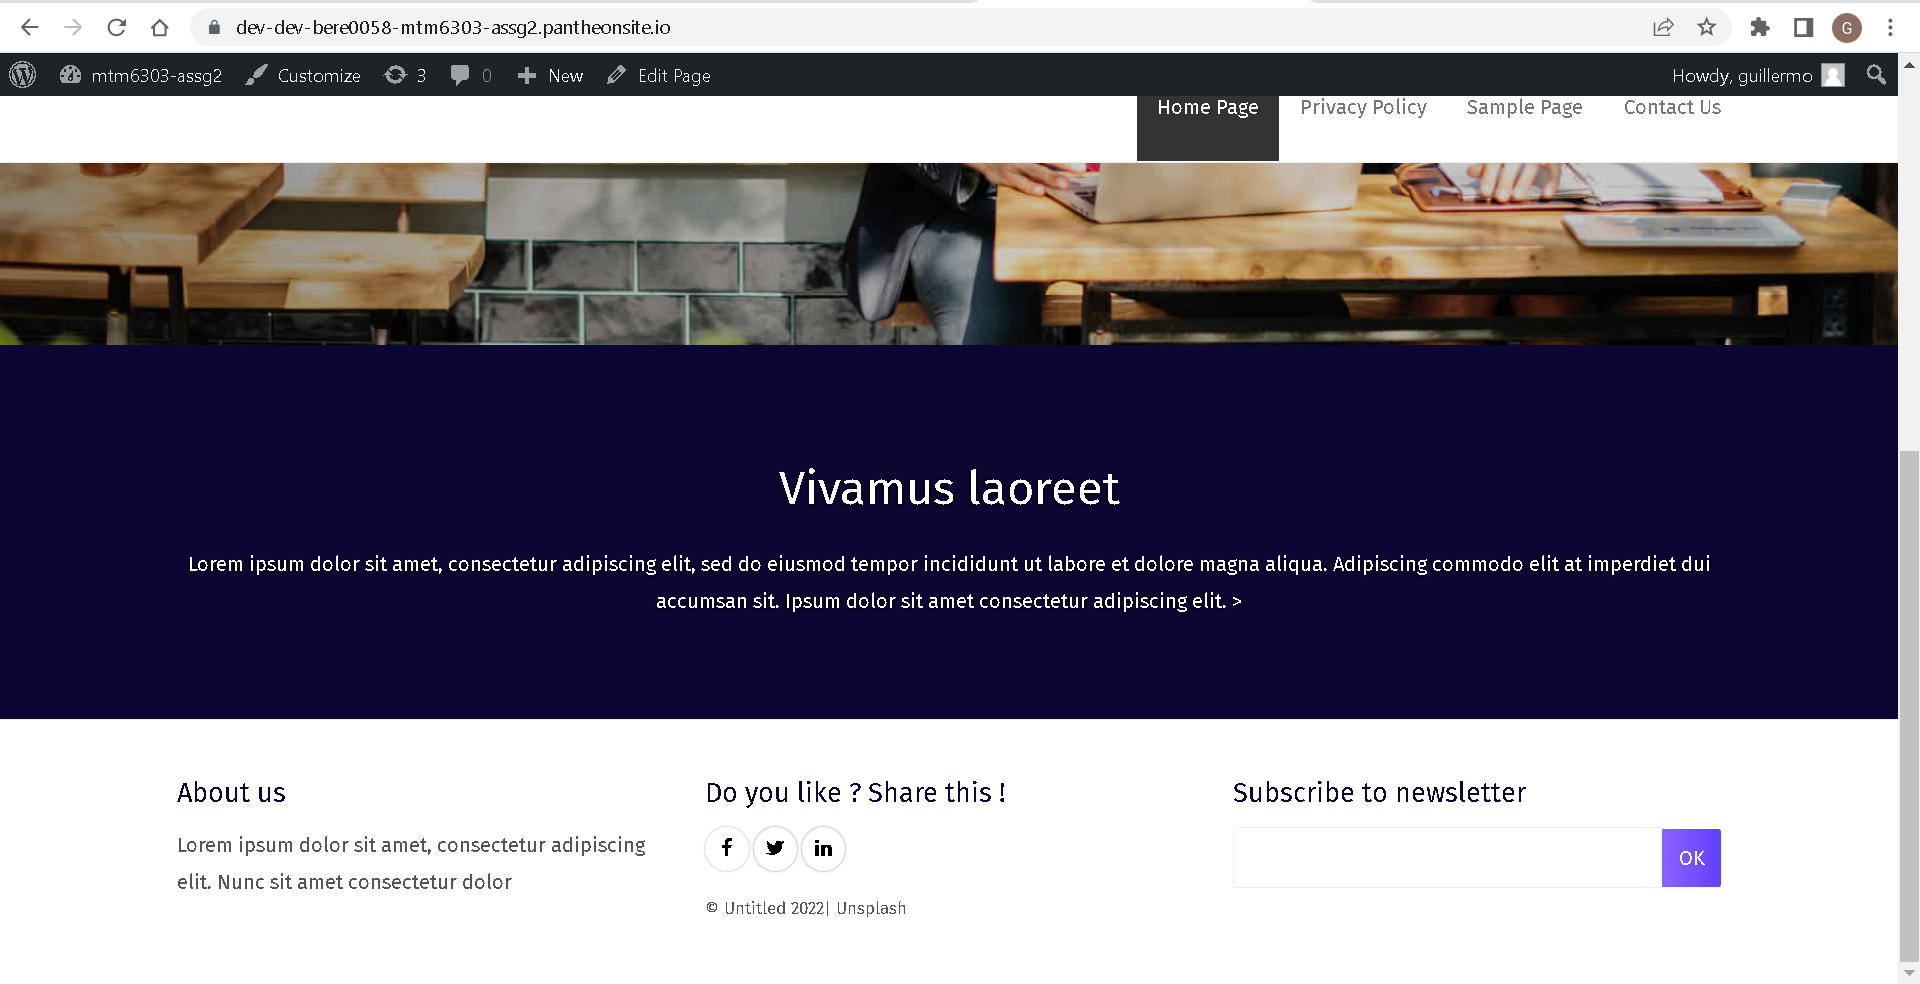 dev-dev-bere0058-mtm6303-assg2.pantheonsite.io
G
mtm6303-assg2 Customize 3 0 New Edit Page Howdy, guillermo
Home Page Privacy Policy Sample Page Contact Us
Vivamus laoreet
Lorem ipsum dolor sit amet, consectetur adipiscing elit, sed do eiusmod tempor incididunt ut labore et dolore magna aliqua. Adipiscing commodo elit at imperdiet dui
accumsan sit. Ipsum dolor sit amet consectetur adipiscing elit. >
About us
Lorem ipsum dolor sit amet, consectetur adipiscing
elit. Nunc sit amet consectetur dolor
Do you like ? Share this !
© Untitled 2022| Unsplash
Subscribe to newsletter
OK